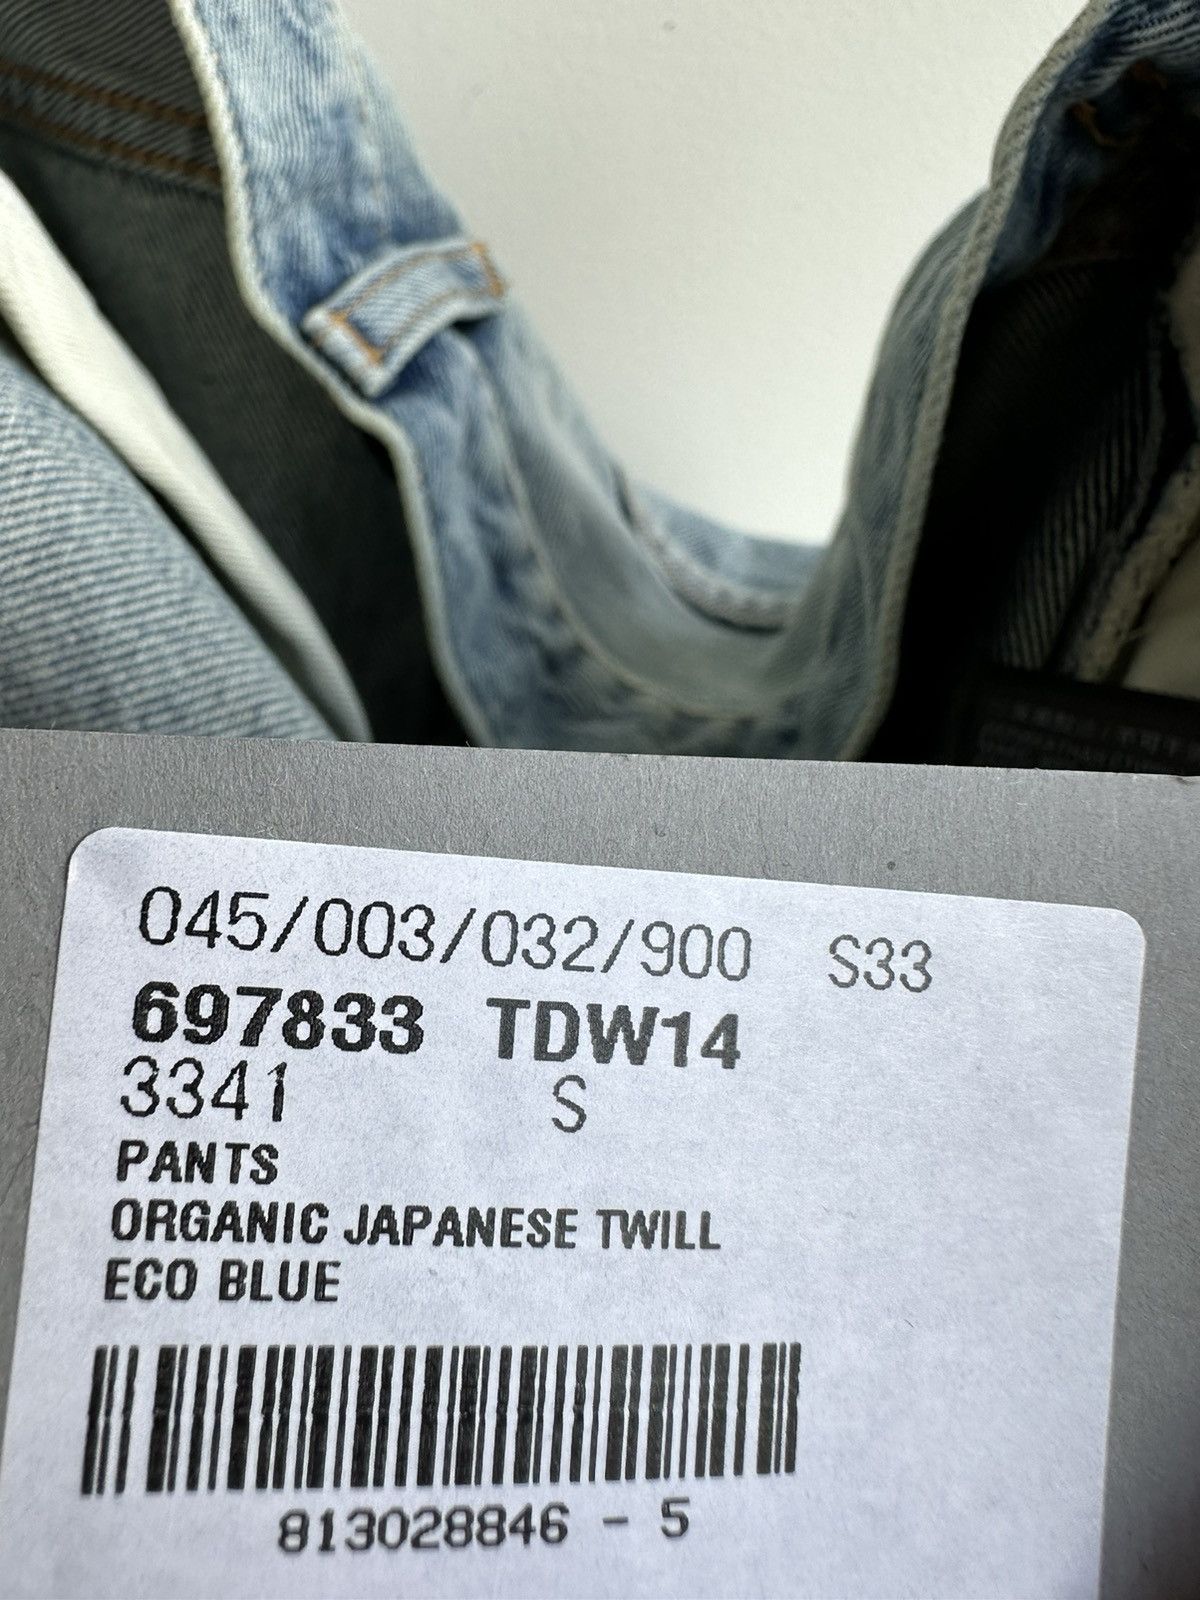 045/003/032/900 S33
697833 TDW14
3341 S
PANTS
ORGANIC JAPANESE TWILL
ECO BLUE
813028846 - 5